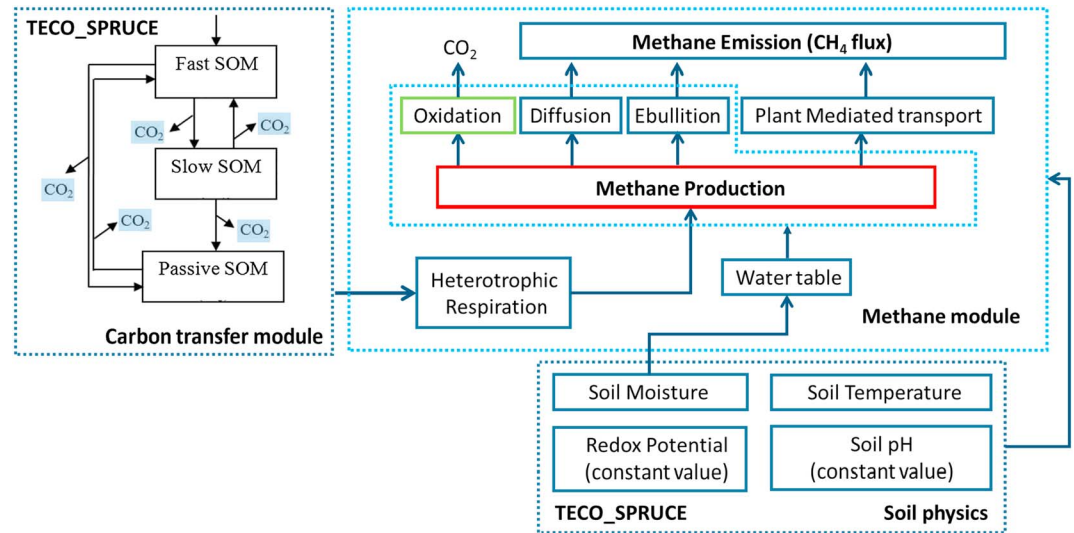 TECO_SPRUCE
Fast SOM
CO2
CO2
Slow SOM
CO2
CO2
CO2
Passive SOM
Carbon transfer module
Methane Emission (CH4 flux)
CO2
Oxidation
Diffusion
Ebullition
Plant Mediated transport
Methane Production
Heterotrophic
Respiration
Water table
Methane module
Soil Moisture
Soil Temperature
Redox Potential
(constant value)
Soil pH
(constant value)
TECO_SPRUCE
Soil physics